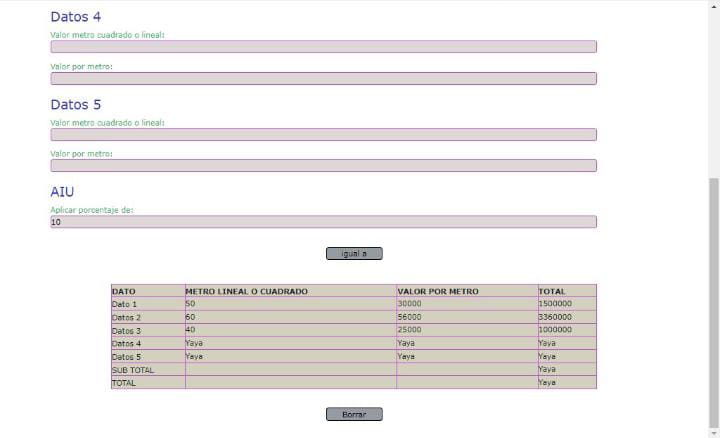 Datos 4
Valor metro cuadrado o lineal:
Valor por metro:
Datos 5
Valor metro cuadrado o lineal:
Valor por metro:
AIU
Aplicar porcentaje de:
10
igual a
DATO METRO LINEAL O CUADRADO VALOR POR METRO TOTAL
Dato 1 50 30000 1500000
Datos 2 60 56000 3360000
Datos 3 40 25000 1000000
Datos 4 Yaya Yaya Yaya
Datos 5 Yaya Yaya Yaya
SUB TOTAL Yaya
TOTAL Yaya
Borrar